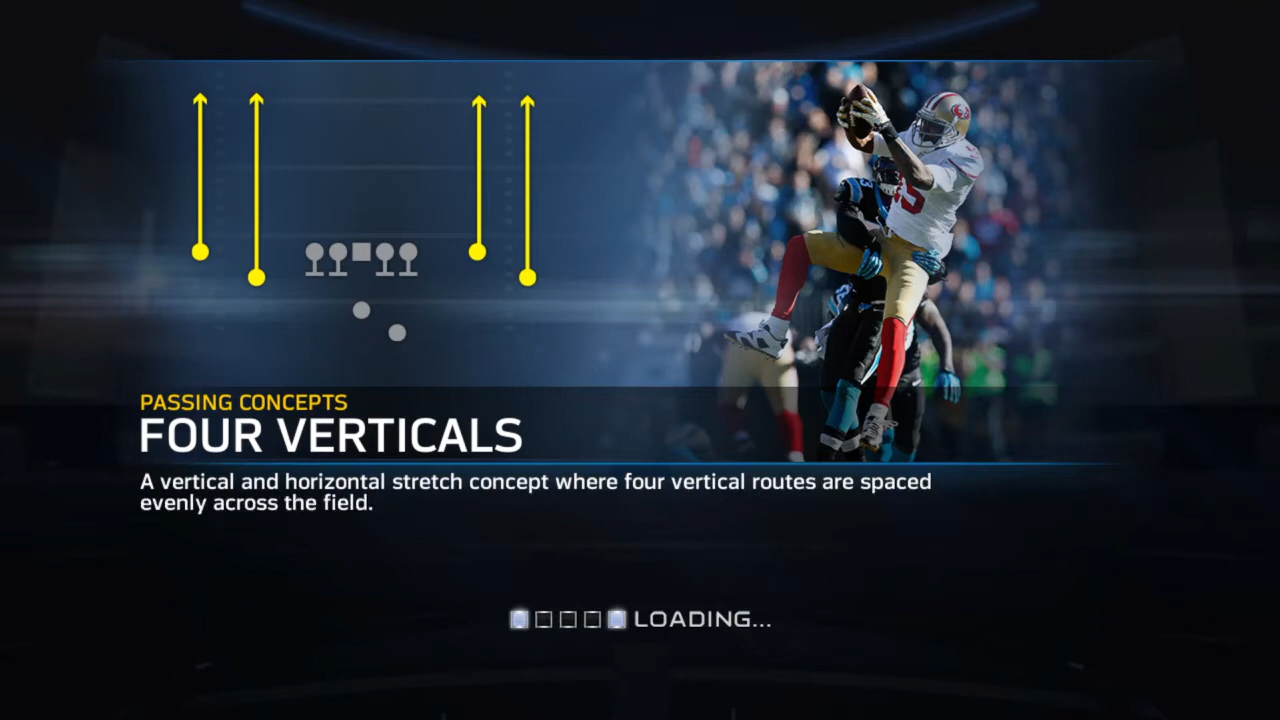 PASSING CONCEPTS
FOUR VERTICALS
A vertical and horizontal stretch concept where four vertical routes are spaced
evenly across the field.
LOADING...